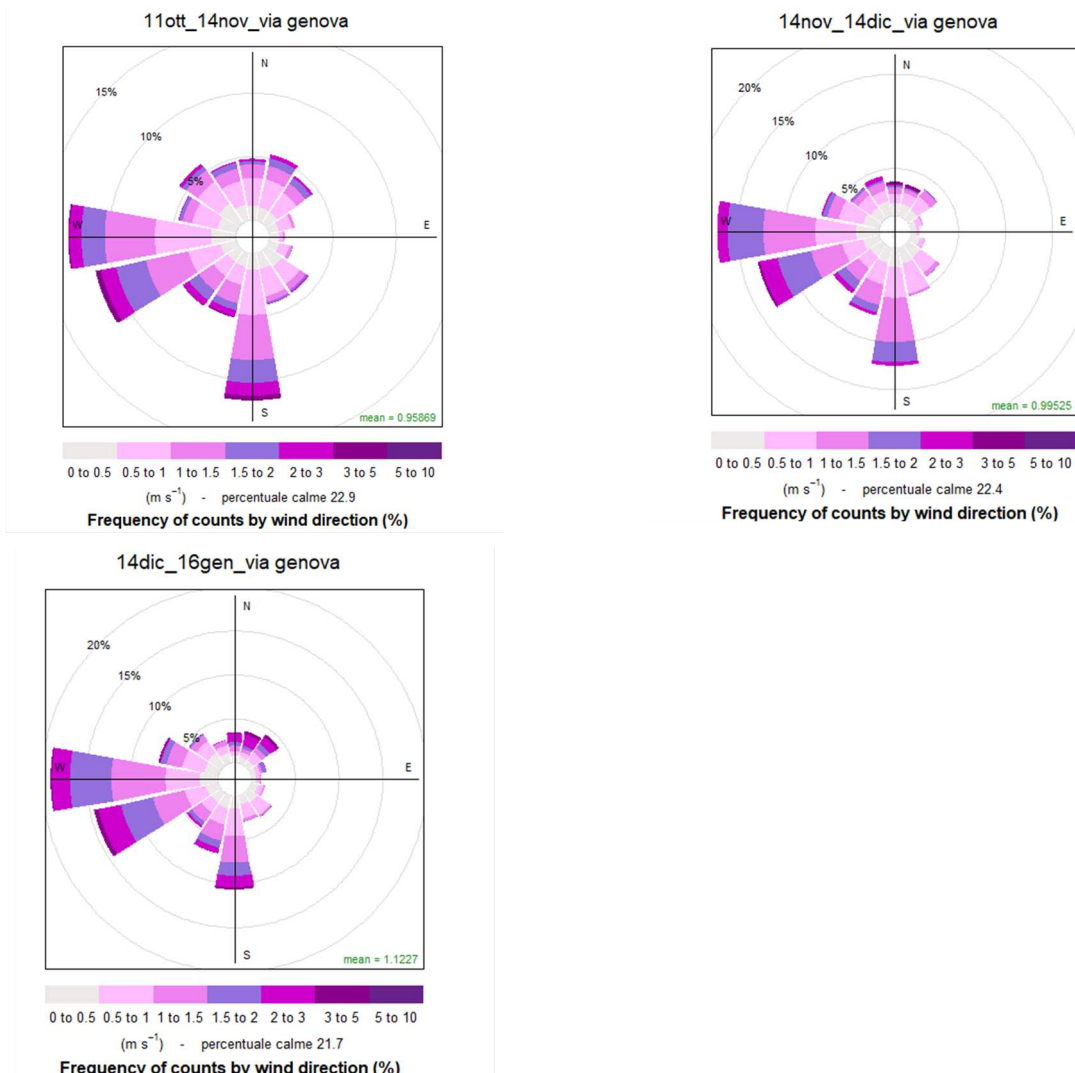 11ott_14nov_via genova
N
15%
10%
5%
W
E
S
mean = 0.95869
0 to 0.5 0.5 to 1 1 to 1.5 1.5 to 2 2 to 3 3 to 5 5 to 10
(m s⁻¹) - percentuale calme 22.9
Frequency of counts by wind direction (%)
14nov_14dic_via genova
N
20%
15%
10%
5%
W
E
S
mean = 0.99525
0 to 0.5 0.5 to 1 1 to 1.5 1.5 to 2 2 to 3 3 to 5 5 to 10
(m s⁻¹) - percentuale calme 22.4
Frequency of counts by wind direction (%)
14dic_16gen_via genova
N
20%
15%
10%
5%
W
E
S
mean = 1.1227
0 to 0.5 0.5 to 1 1 to 1.5 1.5 to 2 2 to 3 3 to 5 5 to 10
(m s⁻¹) - percentuale calme 21.7
Frequency of counts by wind direction (%)